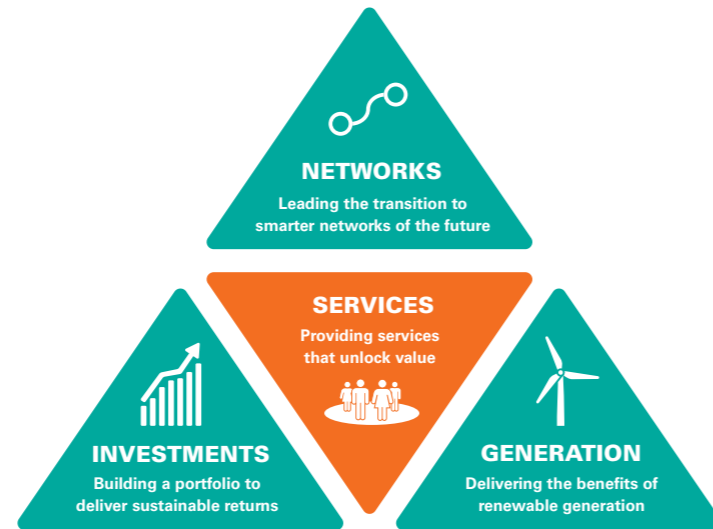 NETWORKS
Leading the transition to
smarter networks of the future
SERVICES
Providing services
that unlock value
INVESTMENTS
Building a portfolio to
deliver sustainable returns
GENERATION
Delivering the benefits of
renewable generation